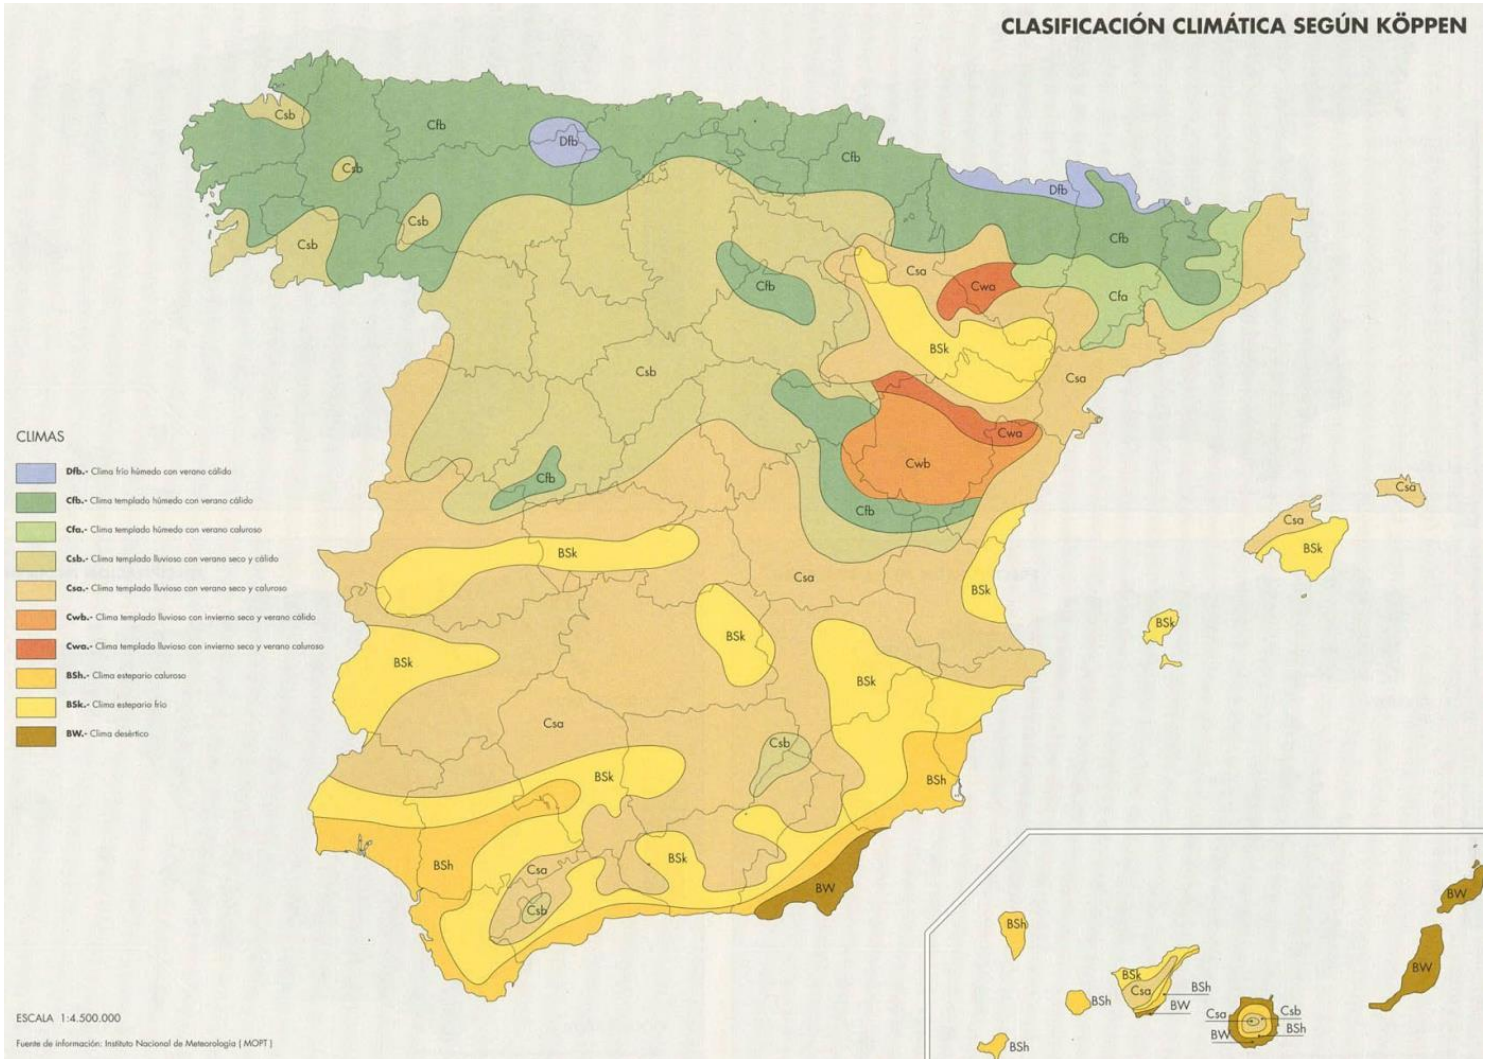 CLASIFICACIÓN CLIMÁTICA SEGÚN KÖPPEN
Csb
Cfb
Dfb
Csb
Cfb
Dfb
Csb
Csb
Cfb
Csa
Cwa
Cfb
Cfa
BSk
Csb
Csa
Cwa
Cwb
Cfb
Cfb
Csa
Csa
BSk
BSk
Csa
BSk
BSk
BSk
BSk
BSk
Csa
Csb
BSk
BSh
BSh
BSk
Csa
Csb
BW
CLIMAS
Dfb.- Clima frío húmedo con verano cálido
Cfb.- Clima templado húmedo con verano cálido
Cfa.- Clima templado húmedo con verano caluroso
Csb.- Clima templado lluvioso con verano seco y cálido
Csa.- Clima templado lluvioso con verano seco y caluroso
Cwb.- Clima templado lluvioso con invierno seco y verano cálido
Cwa.- Clima templado lluvioso con invierno seco y verano caluroso
BSh.- Clima estepario caluroso
BSk.- Clima estepario frío
BW.- Clima desértico
BW
BSh
BW
BSk
Csa
BSh
BW
BSh
Csa
Csb
BSh
BW
BSh
ESCALA 1:4.500.000
Fuente de información: Instituto Nacional de Meteorología ( MOPT )